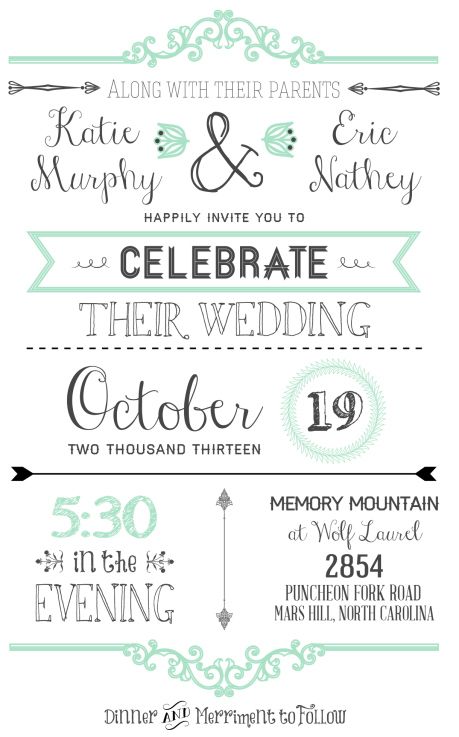 ALONG WITH THEIR PARENTS
Katie Murphy & Eric Nathey
HAPPILY INVITE YOU TO
CELEBRATE
THEIR WEDDING
October 19
TWO THOUSAND THIRTEEN
5:30
in the
EVENING
MEMORY MOUNTAIN
at Wolf Laurel
2854
PUNCHEON FORK ROAD
MARS HILL, NORTH CAROLINA
Dinner AND Merriment to Follow